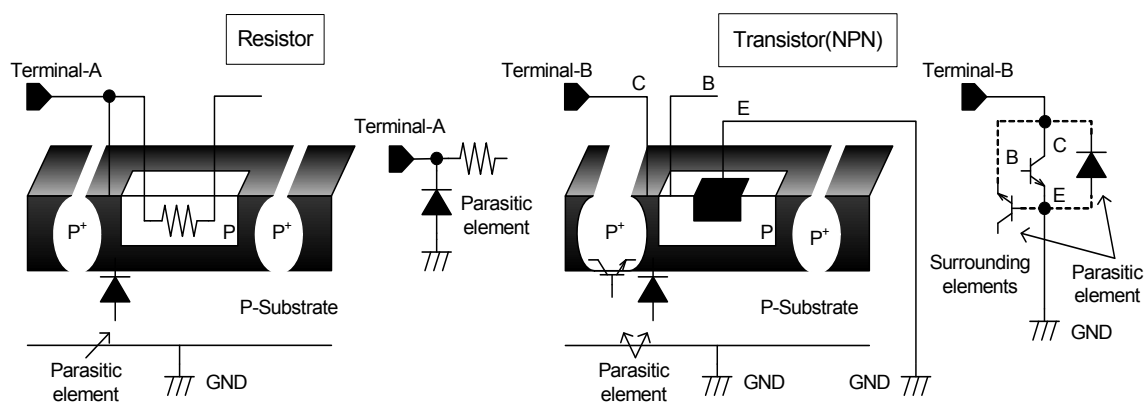 Resistor
Terminal-A
P+
P
P+
P-Substrate
Parasitic
element
GND
Terminal-A
Parasitic
element
Transistor(NPN)
Terminal-B
C
B
E
P+
P
P+
P-Substrate
Parasitic
element
GND
GND
Terminal-B
C
B
E
Surrounding
elements
Parasitic
element
GND